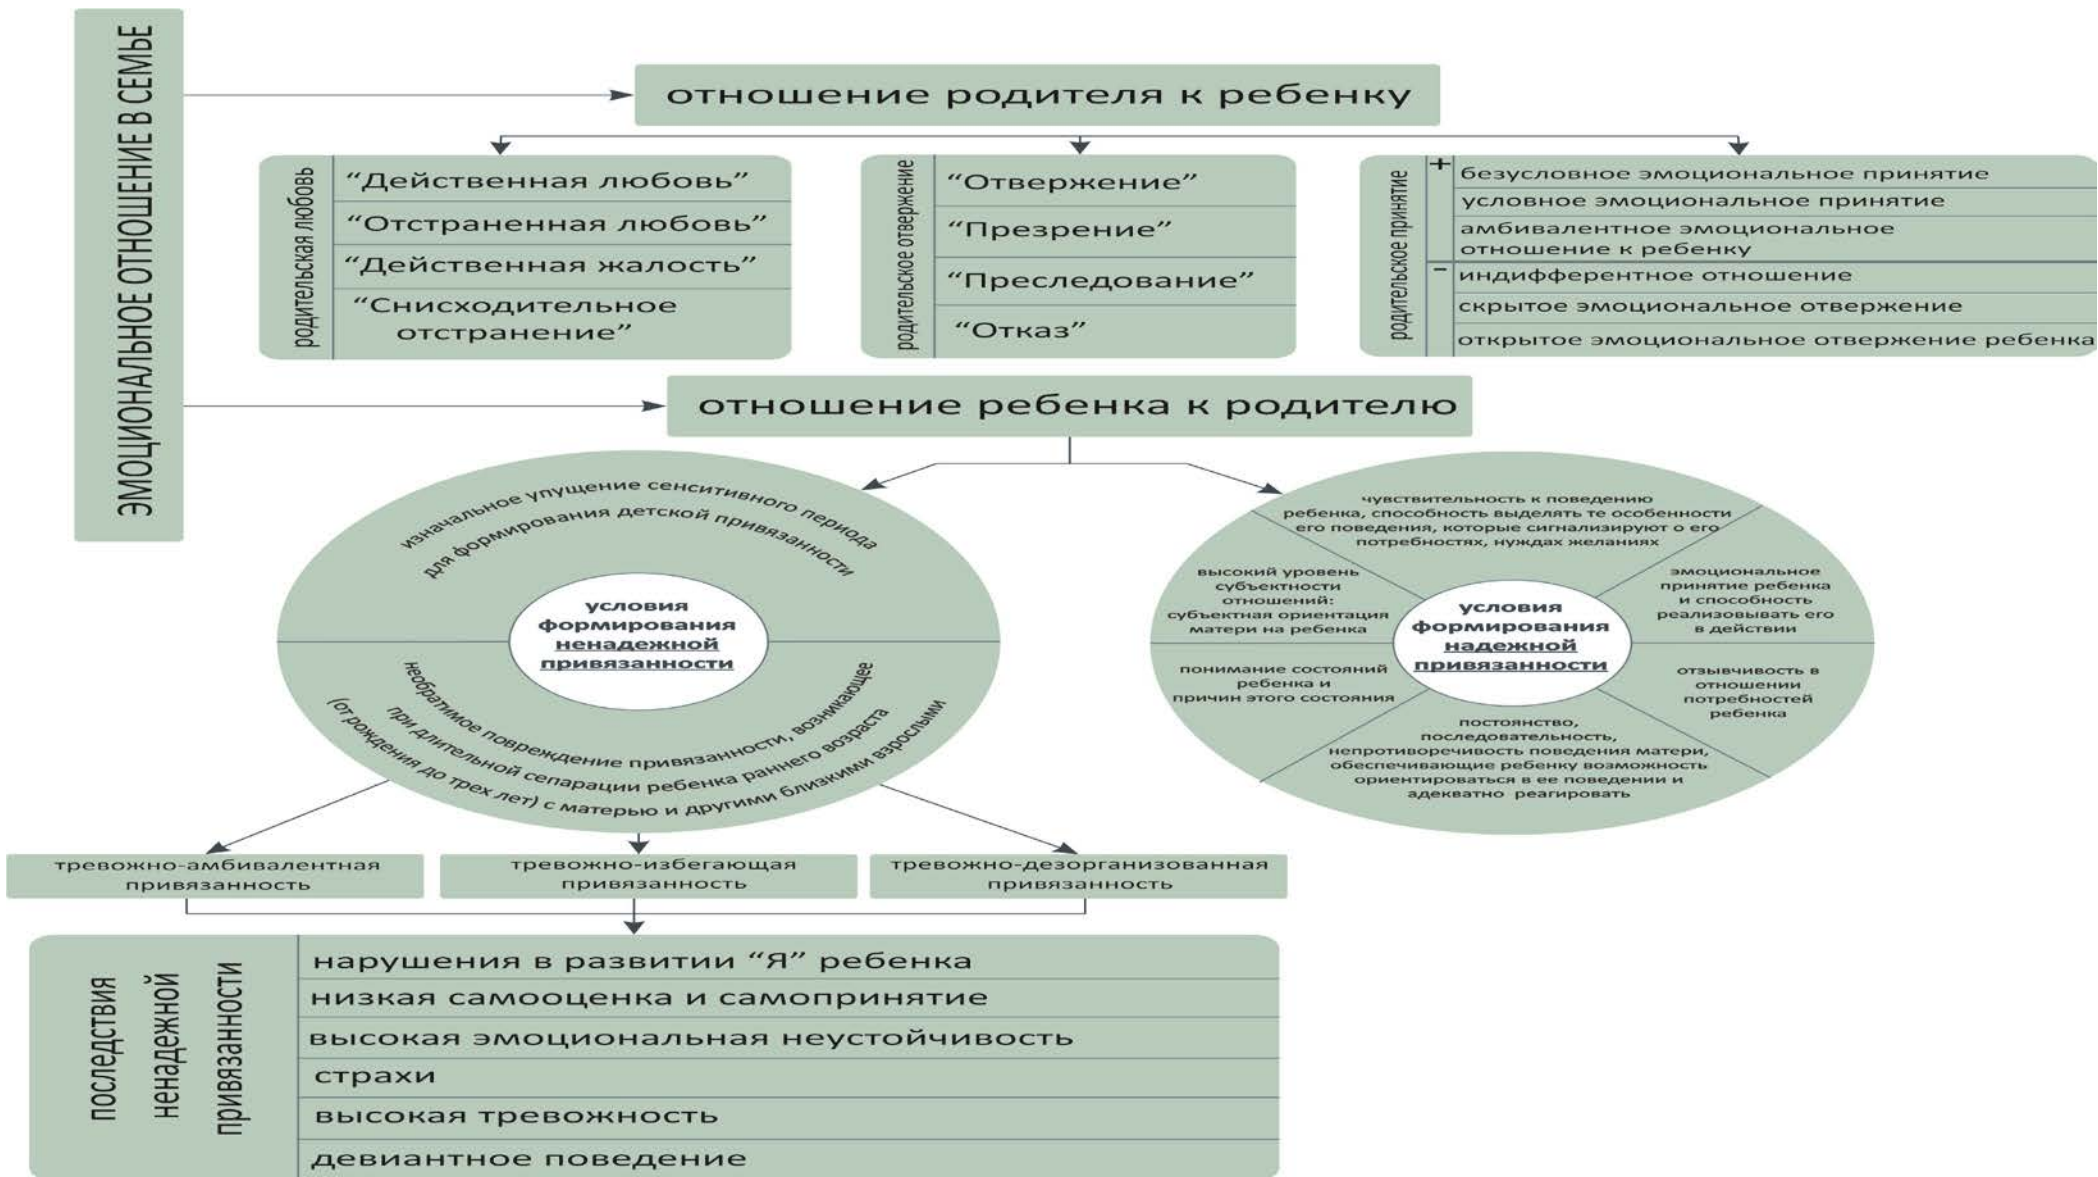 ЭМОЦИОНАЛЬНОЕ ОТНОШЕНИЕ В СЕМЬЕ
отношение родителя к ребенку
родительская любовь
“Действенная любовь”
“Отстраненная любовь”
“Действенная жалость”
“Снисходительное
отстранение”
родительское отвержение
“Отвержение”
“Презрение”
“Преследование”
“Отказ”
родительское принятие
+
безусловное эмоциональное принятие
условное эмоциональное принятие
амбивалентное эмоциональное
отношение к ребенку
-
индифферентное отношение
скрытое эмоциональное отвержение
открытое эмоциональное отвержение ребенка
отношение ребенка к родителю
изначальное упущение сенситивного периода
для формирования детской привязанности
условия
формирования
ненадежной
привязанности
необратимое повреждение привязанности, возникающее
при длительной сепарации ребенка раннего возраста
(от рождения до трех лет) с матерью и другими близкими взрослыми
чувствительность к поведению
ребенка, способность выделять те особенности
его поведения, которые сигнализируют о его
потребностях, нуждах желаниях
высокий уровень
субъектности
отношений:
субъектная ориентация
матери на ребенка
эмоциональное
принятие ребенка
и способность
реализовывать его
в действии
условия
формирования
надежной
привязанности
понимание состояний
ребенка и
причин этого состояния
отзывчивость в
отношении
потребностей
ребенка
постоянство,
последовательность,
непротиворечивость поведения матери,
обеспечивающие ребенку возможность
ориентироваться в ее поведении и
адекватно реагировать
тревожно-амбивалентная
привязанность
тревожно-избегающая
привязанность
тревожно-дезорганизованная
привязанность
последствия
ненадежной
привязанности
нарушения в развитии “Я” ребенка
низкая самооценка и самопринятие
высокая эмоциональная неустойчивость
страхи
высокая тревожность
девиантное поведение